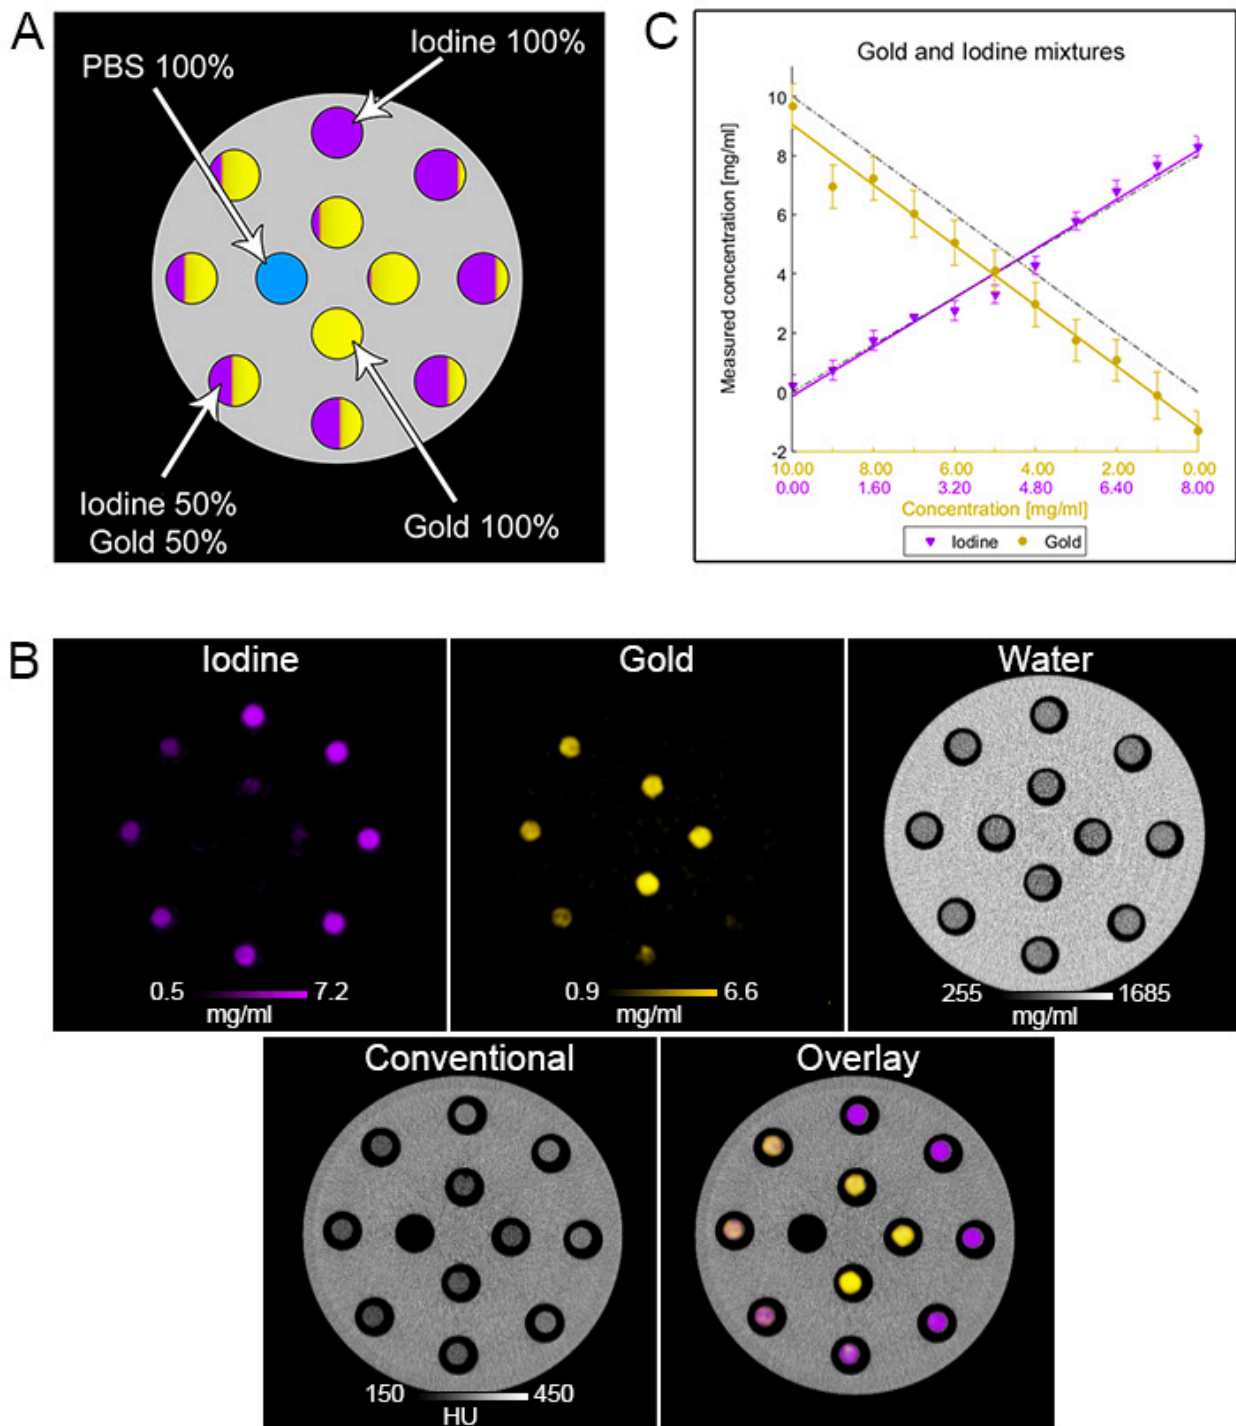 A
Iodine 100%
PBS 100%
Iodine 50%
Gold 50%
Gold 100%
C
Gold and Iodine mixtures
Measured concentration [mg/ml]
10
8
6
4
2
0
-2
10.00 8.00 6.00 4.00 2.00 0.00
0.00 1.60 3.20 4.80 6.40 8.00
Concentration [mg/ml]
Iodine Gold
B
Iodine
0.5 7.2
mg/ml
Gold
0.9 6.6
mg/ml
Water
255 1685
mg/ml
Conventional
150 450
HU
Overlay